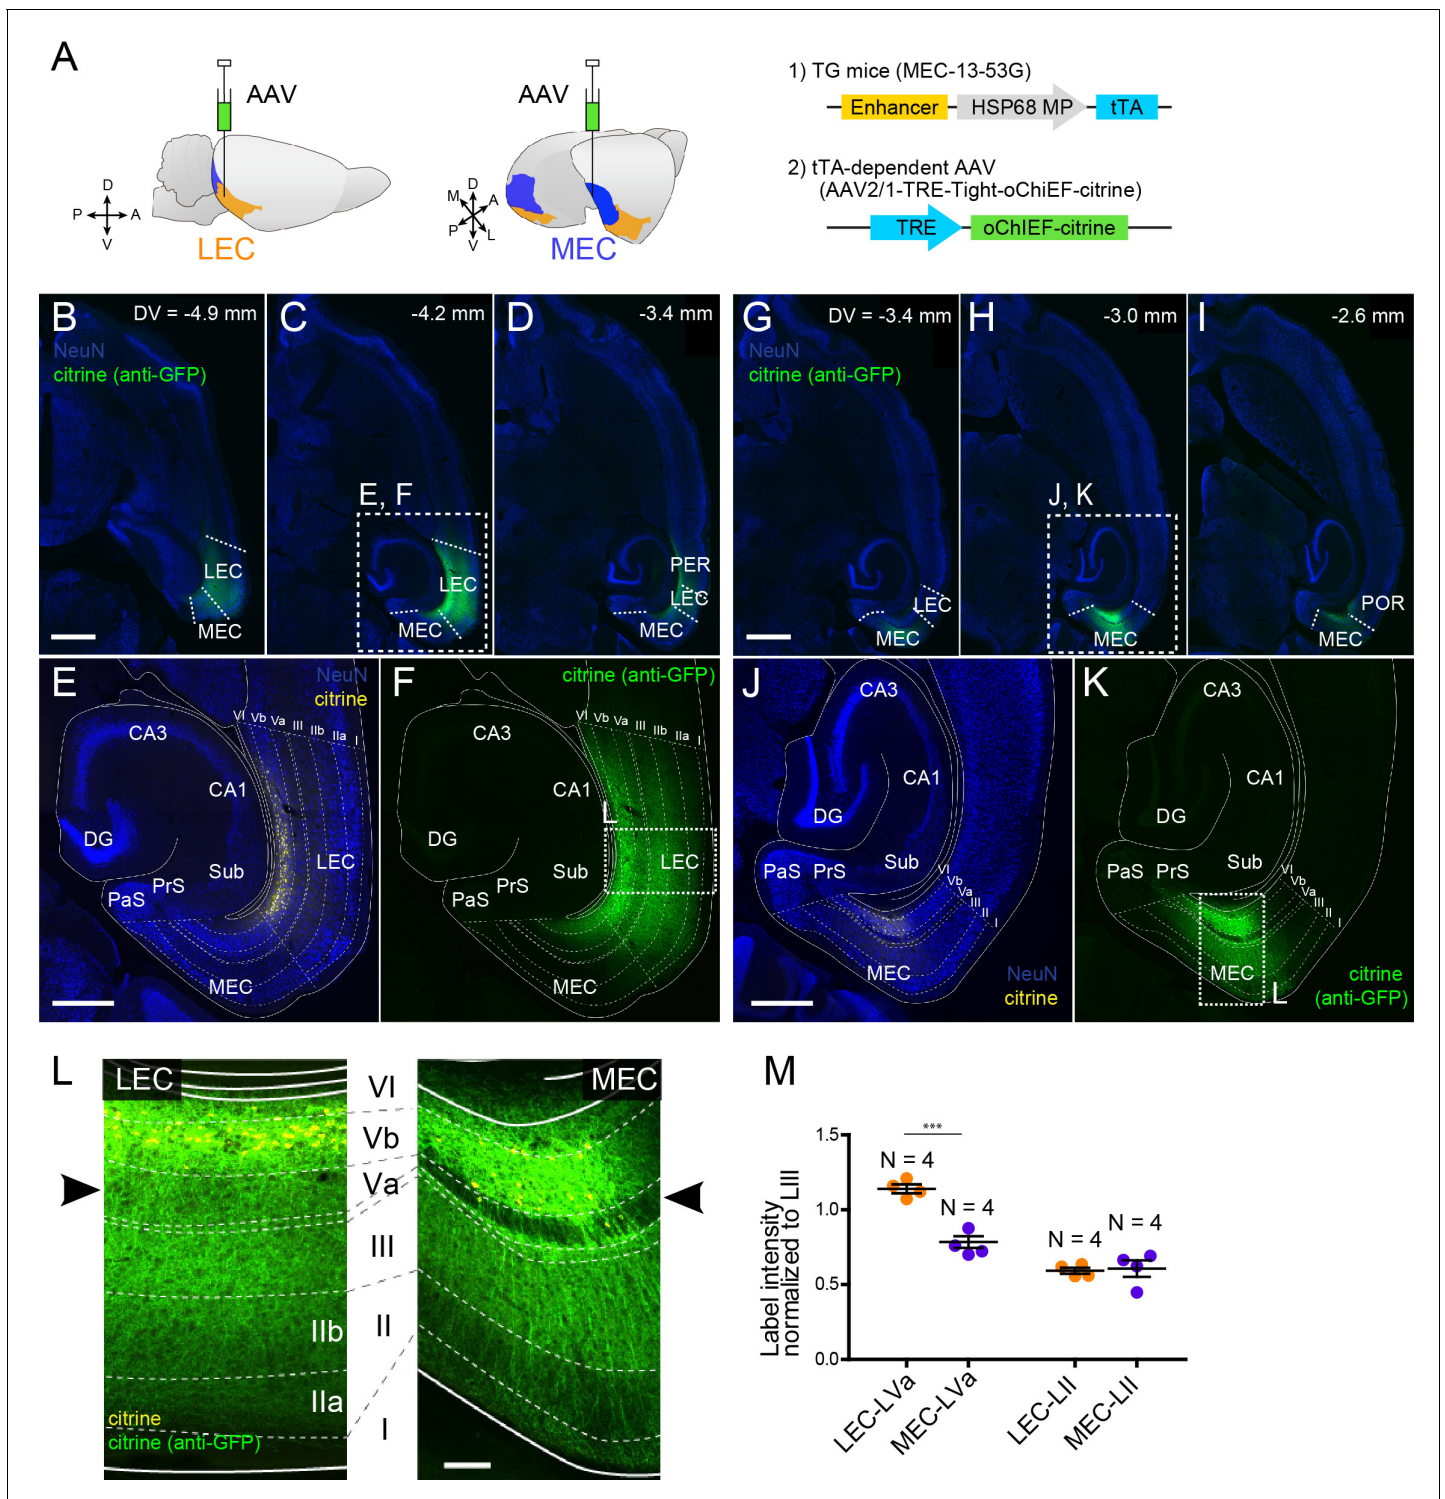 A
AAV
D
P A
V
LEC
AAV
D
M A
P L
V
MEC
1) TG mice (MEC-13-53G)
Enhancer HSP68 MP tTA
2) tTA-dependent AAV
(AAV2/1-TRE-Tight-oChiEF-citrine)
TRE oChIEF-citrine
B DV = -4.9 mm
NeuN
citrine (anti-GFP)
LEC
MEC
C -4.2 mm
E, F
LEC
MEC
D -3.4 mm
PER
LEC
MEC
G DV = -3.4 mm
NeuN
citrine (anti-GFP)
LEC
MEC
H -3.0 mm
J, K
MEC
I -2.6 mm
POR
MEC
E NeuN
citrine
VI Vb Va III IIb IIa I
CA3
CA1
DG
LEC
Sub
PrS
PaS
MEC
F citrine (anti-GFP)
VI Vb Va III IIb IIa I
CA3
CA1
L
DG
LEC
Sub
PrS
PaS
MEC
J
CA3
CA1
DG
PaS PrS Sub
VI Vb Va III II I
MEC
NeuN
citrine
K
CA3
CA1
DG
PaS PrS Sub
VI Vb Va III II I
MEC
L
citrine
(anti-GFP)
L
LEC
MEC
VI
Vb
Va
III
IIb
II
IIa
I
citrine
citrine (anti-GFP)
M
Label intensity
normalized to LIII
1.5
1.0
0.5
0.0
***
N = 4
N = 4
N = 4
N = 4
LEC-LVa
MEC-LVa
LEC-LII
MEC-LII